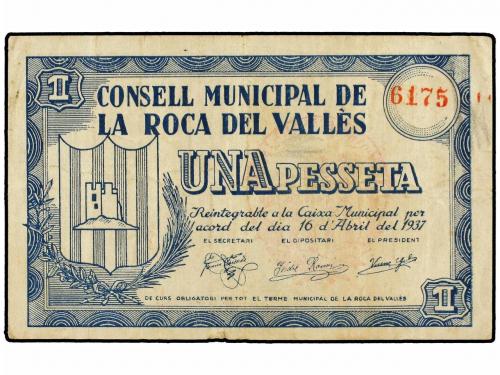 1
CONSELL MUNICIPAL DE
LA ROCA DEL VALLÈS
6175
UNA PESSETA
Reintegrable a la Caixa Municipal per
acord del dia 16 d'Abril del 1937
EL SECRETARI EL DIPOSITARI EL PRESIDENT
DE CURS OBLIGATORI PER TOT EL TERME MUNICIPAL DE LA ROCA DEL VALLÈS
1